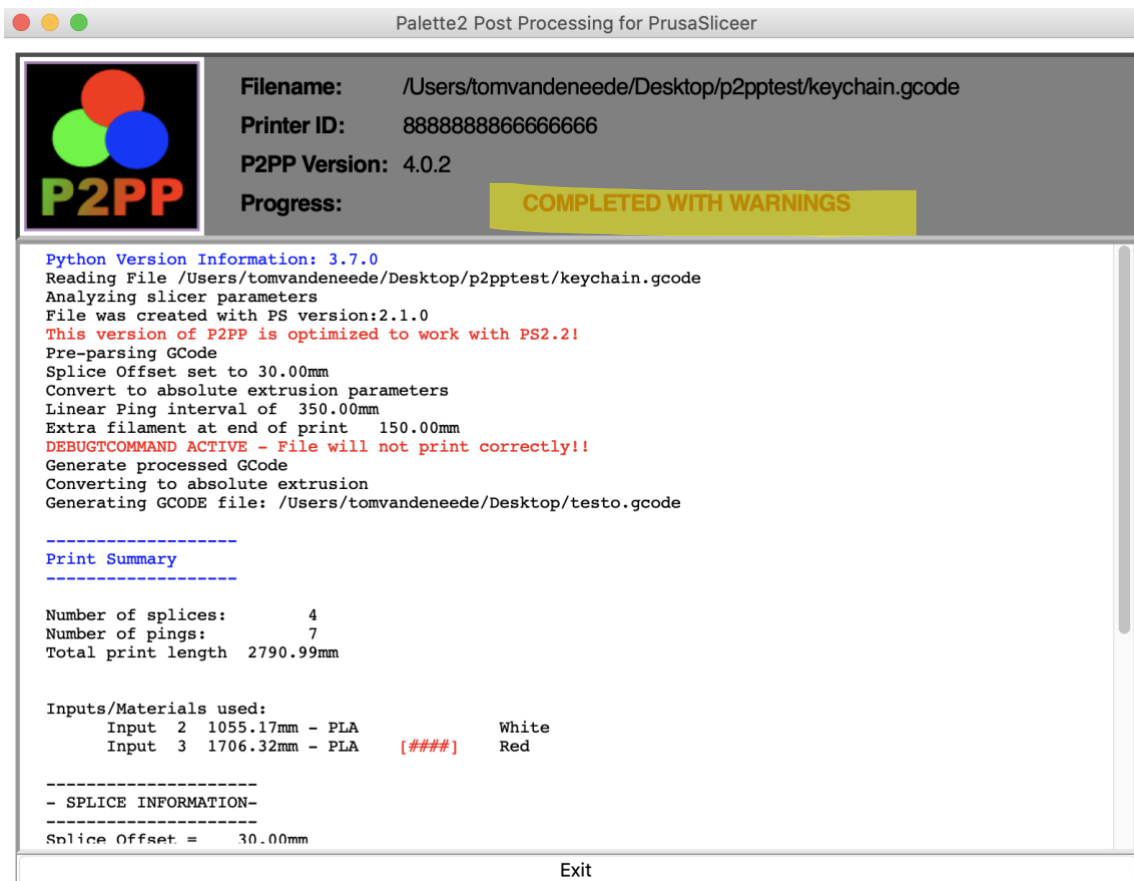 Palette2 Post Processing for PrusaSliceer
P2PP
Filename: /Users/tomvandeneede/Desktop/p2pptest/keychain.gcode
Printer ID: 8888888866666666
P2PP Version: 4.0.2
Progress: COMPLETED WITH WARNINGS
Python Version Information: 3.7.0
Reading File /Users/tomvandeneede/Desktop/p2pptest/keychain.gcode
Analyzing slicer parameters
File was created with PS version:2.1.0
This version of P2PP is optimized to work with PS2.2!
Pre-parsing GCode
Splice Offset set to 30.00mm
Convert to absolute extrusion parameters
Linear Ping interval of  350.00mm
Extra filament at end of print   150.00mm
DEBUGTCOMMAND ACTIVE - File will not print correctly!!
Generate processed GCode
Converting to absolute extrusion
Generating GCODE file: /Users/tomvandeneede/Desktop/testo.gcode
-------------------
Print Summary
-------------------
Number of splices:        4
Number of pings:          7
Total print length  2790.99mm
Inputs/Materials used:
Input  2  1055.17mm - PLA              White
Input  3  1706.32mm - PLA    [####]    Red
---------------------
- SPLICE INFORMATION-
---------------------
Splice Offset =    30.00mm
Exit